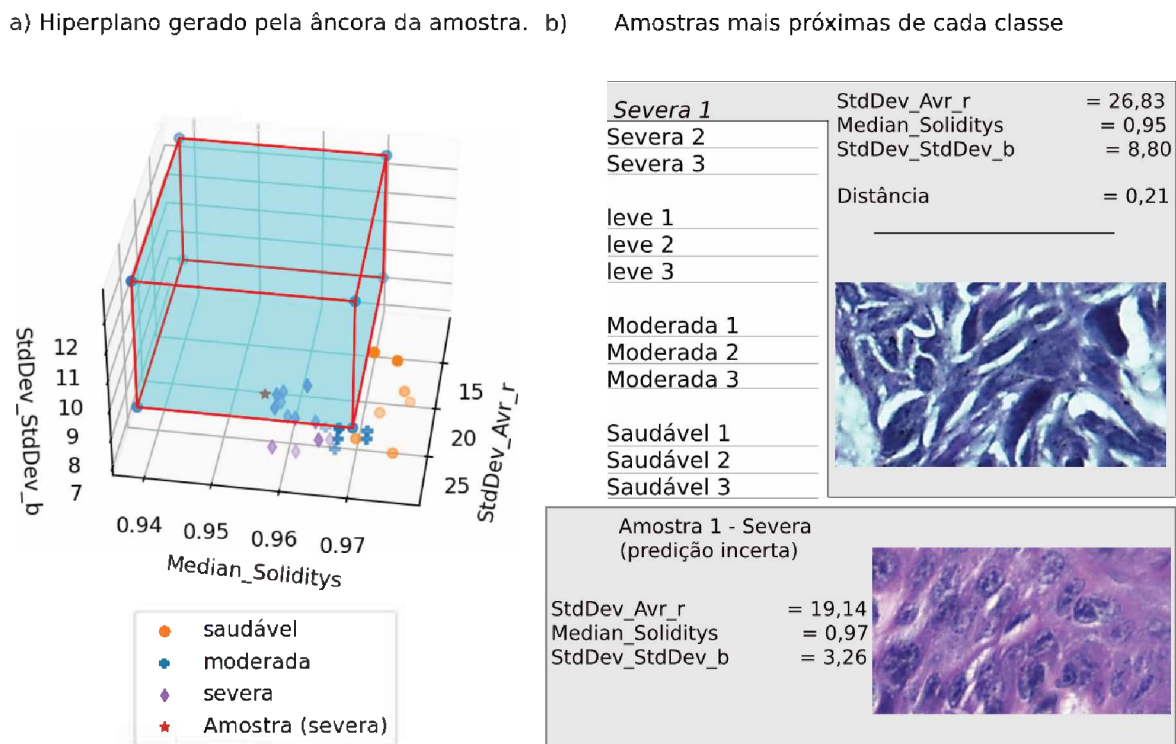 a) Hiperplano gerado pela âncora da amostra.
12
11
10
9
8
7
StdDev_StdDev_b
0.94
0.95
0.96
0.97
Median_Soliditys
15
20
25
StdDev_Avr_r
saudável
moderada
severa
Amostra (severa)
b) Amostras mais próximas de cada classe
Severa 1
Severa 2
Severa 3
leve 1
leve 2
leve 3
Moderada 1
Moderada 2
Moderada 3
Saudável 1
Saudável 2
Saudável 3
StdDev_Avr_r = 26,83
Median_Soliditys = 0,95
StdDev_StdDev_b = 8,80
Distância = 0,21
Amostra 1 - Severa
(predição incerta)
StdDev_Avr_r = 19,14
Median_Soliditys = 0,97
StdDev_StdDev_b = 3,26